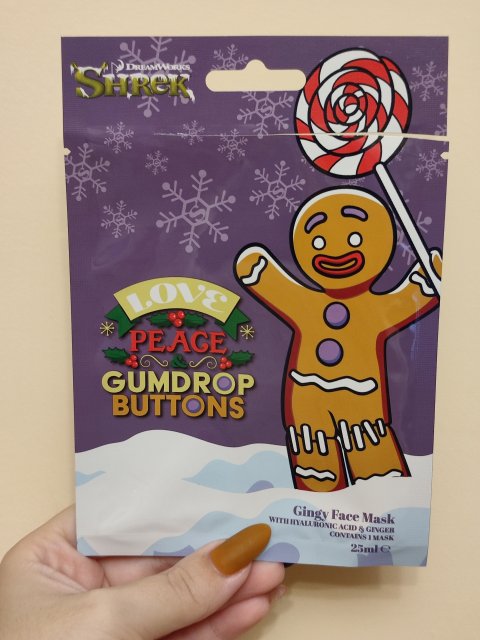 DREAMWORKS
SHREK
LOVE
PEACE
&
GUMDROP
BUTTONS
Gingy Face Mask
WITH HYALURONIC ACID & GINGER
CONTAINS 1 MASK
25ml ℮